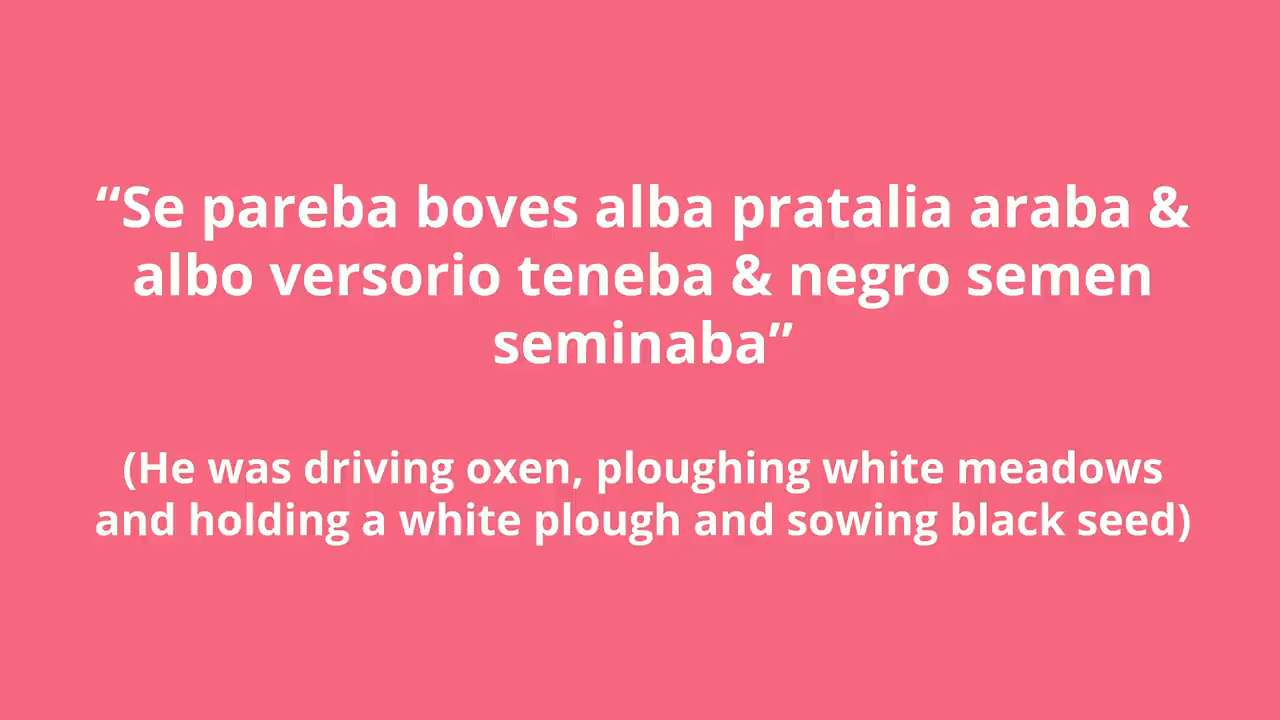 “Se pareba boves alba pratalia araba &
albo versorio teneba & negro semen
seminaba”
(He was driving oxen, ploughing white meadows
and holding a white plough and sowing black seed)